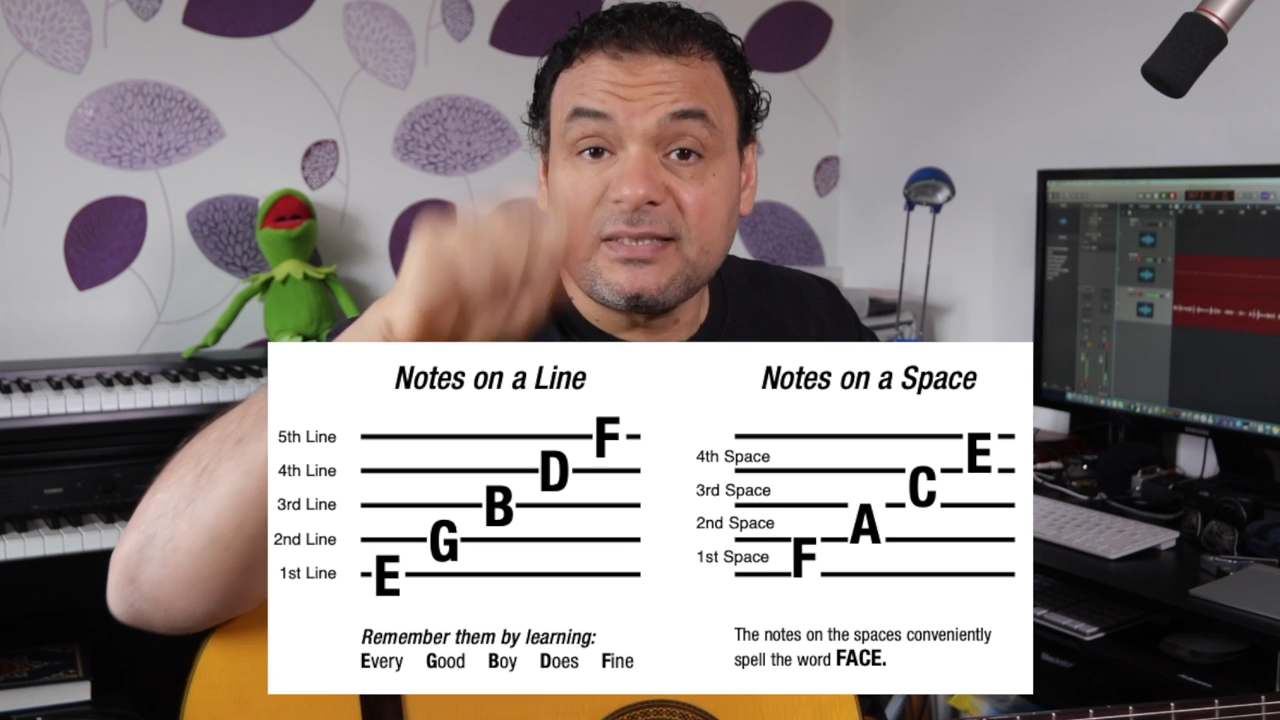 Notes on a Line
5th Line
4th Line
3rd Line
2nd Line
1st Line
F
D
B
G
E
Remember them by learning:
Every Good Boy Does Fine
Notes on a Space
4th Space
3rd Space
2nd Space
1st Space
E
C
A
F
The notes on the spaces conveniently
spell the word FACE.